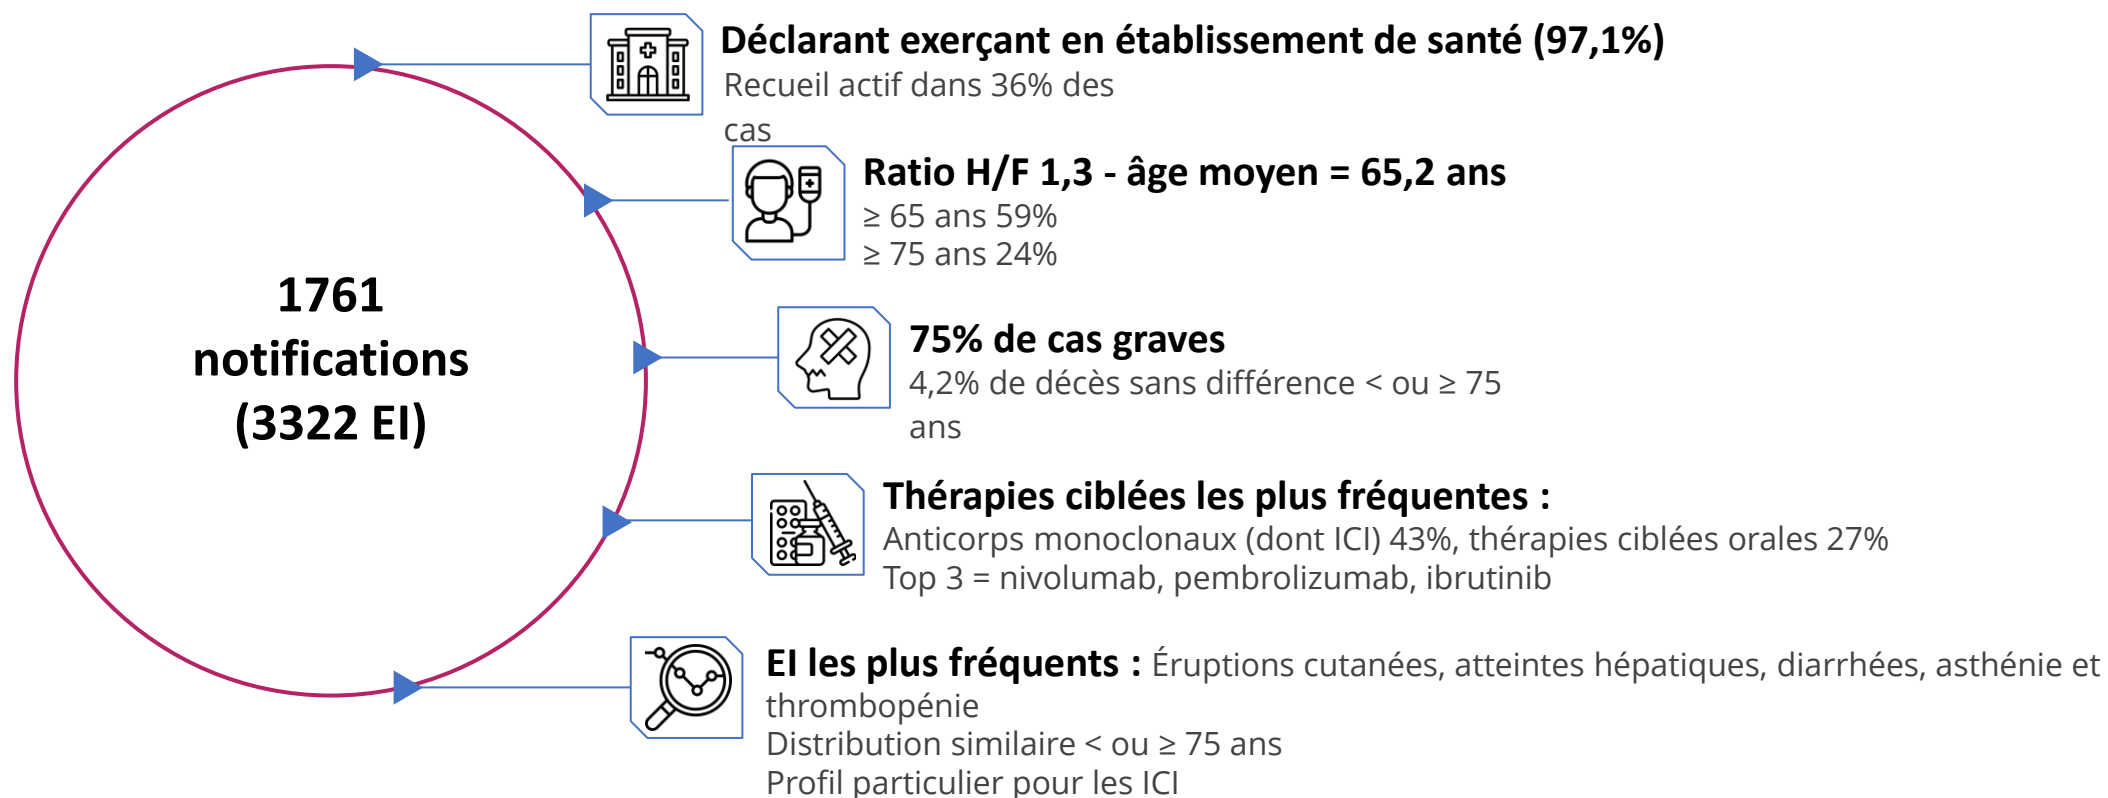 1761
notifications
(3322 EI)
Déclarant exerçant en établissement de santé (97,1%)
Recueil actif dans 36% des
cas
Ratio H/F 1,3 - âge moyen = 65,2 ans
≥ 65 ans 59%
≥ 75 ans 24%
75% de cas graves
4,2% de décès sans différence < ou ≥ 75
ans
Thérapies ciblées les plus fréquentes :
Anticorps monoclonaux (dont ICI) 43%, thérapies ciblées orales 27%
Top 3 = nivolumab, pembrolizumab, ibrutinib
EI les plus fréquents : Éruptions cutanées, atteintes hépatiques, diarrhées, asthénie et
thrombopénie
Distribution similaire < ou ≥ 75 ans
Profil particulier pour les ICI